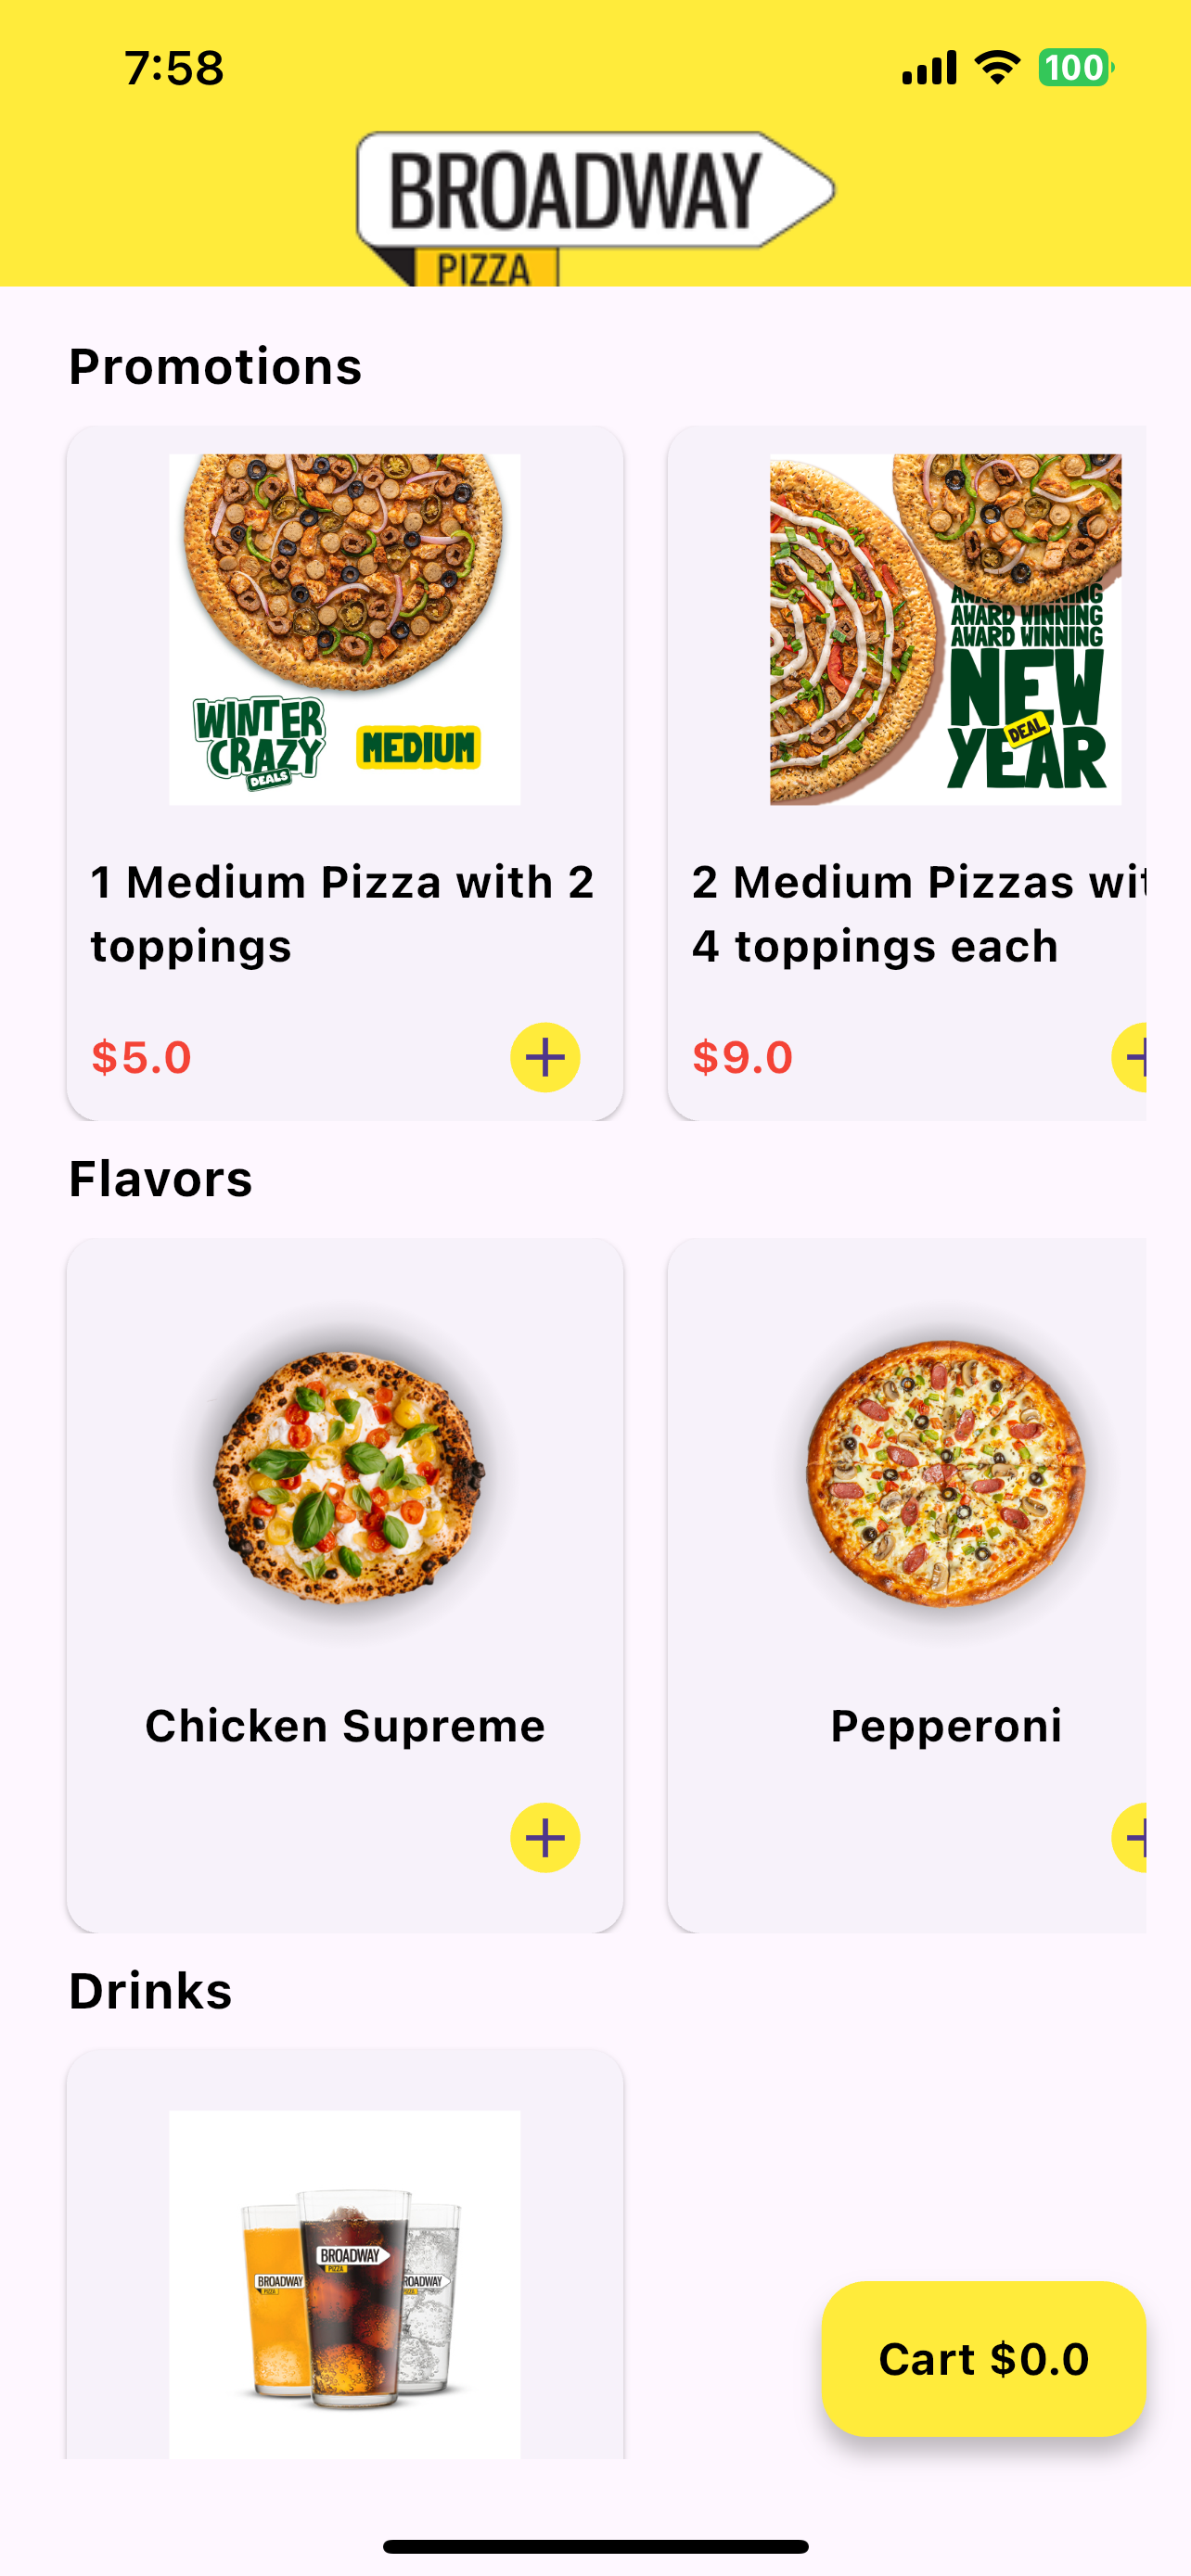 7:58
100
BROADWAY
PIZZA
Promotions
WINTER
CRAZY
DEALS
MEDIUM
1 Medium Pizza with 2
toppings
$5.0
AWARD WINNING
AWARD WINNING
NEW
DEAL
YEAR
2 Medium Pizzas wit
4 toppings each
$9.0
Flavors
Chicken Supreme
Pepperoni
Drinks
BROADWAY
PIZZA
BROADWAY
PIZZA
ROADWAY
Cart $0.0